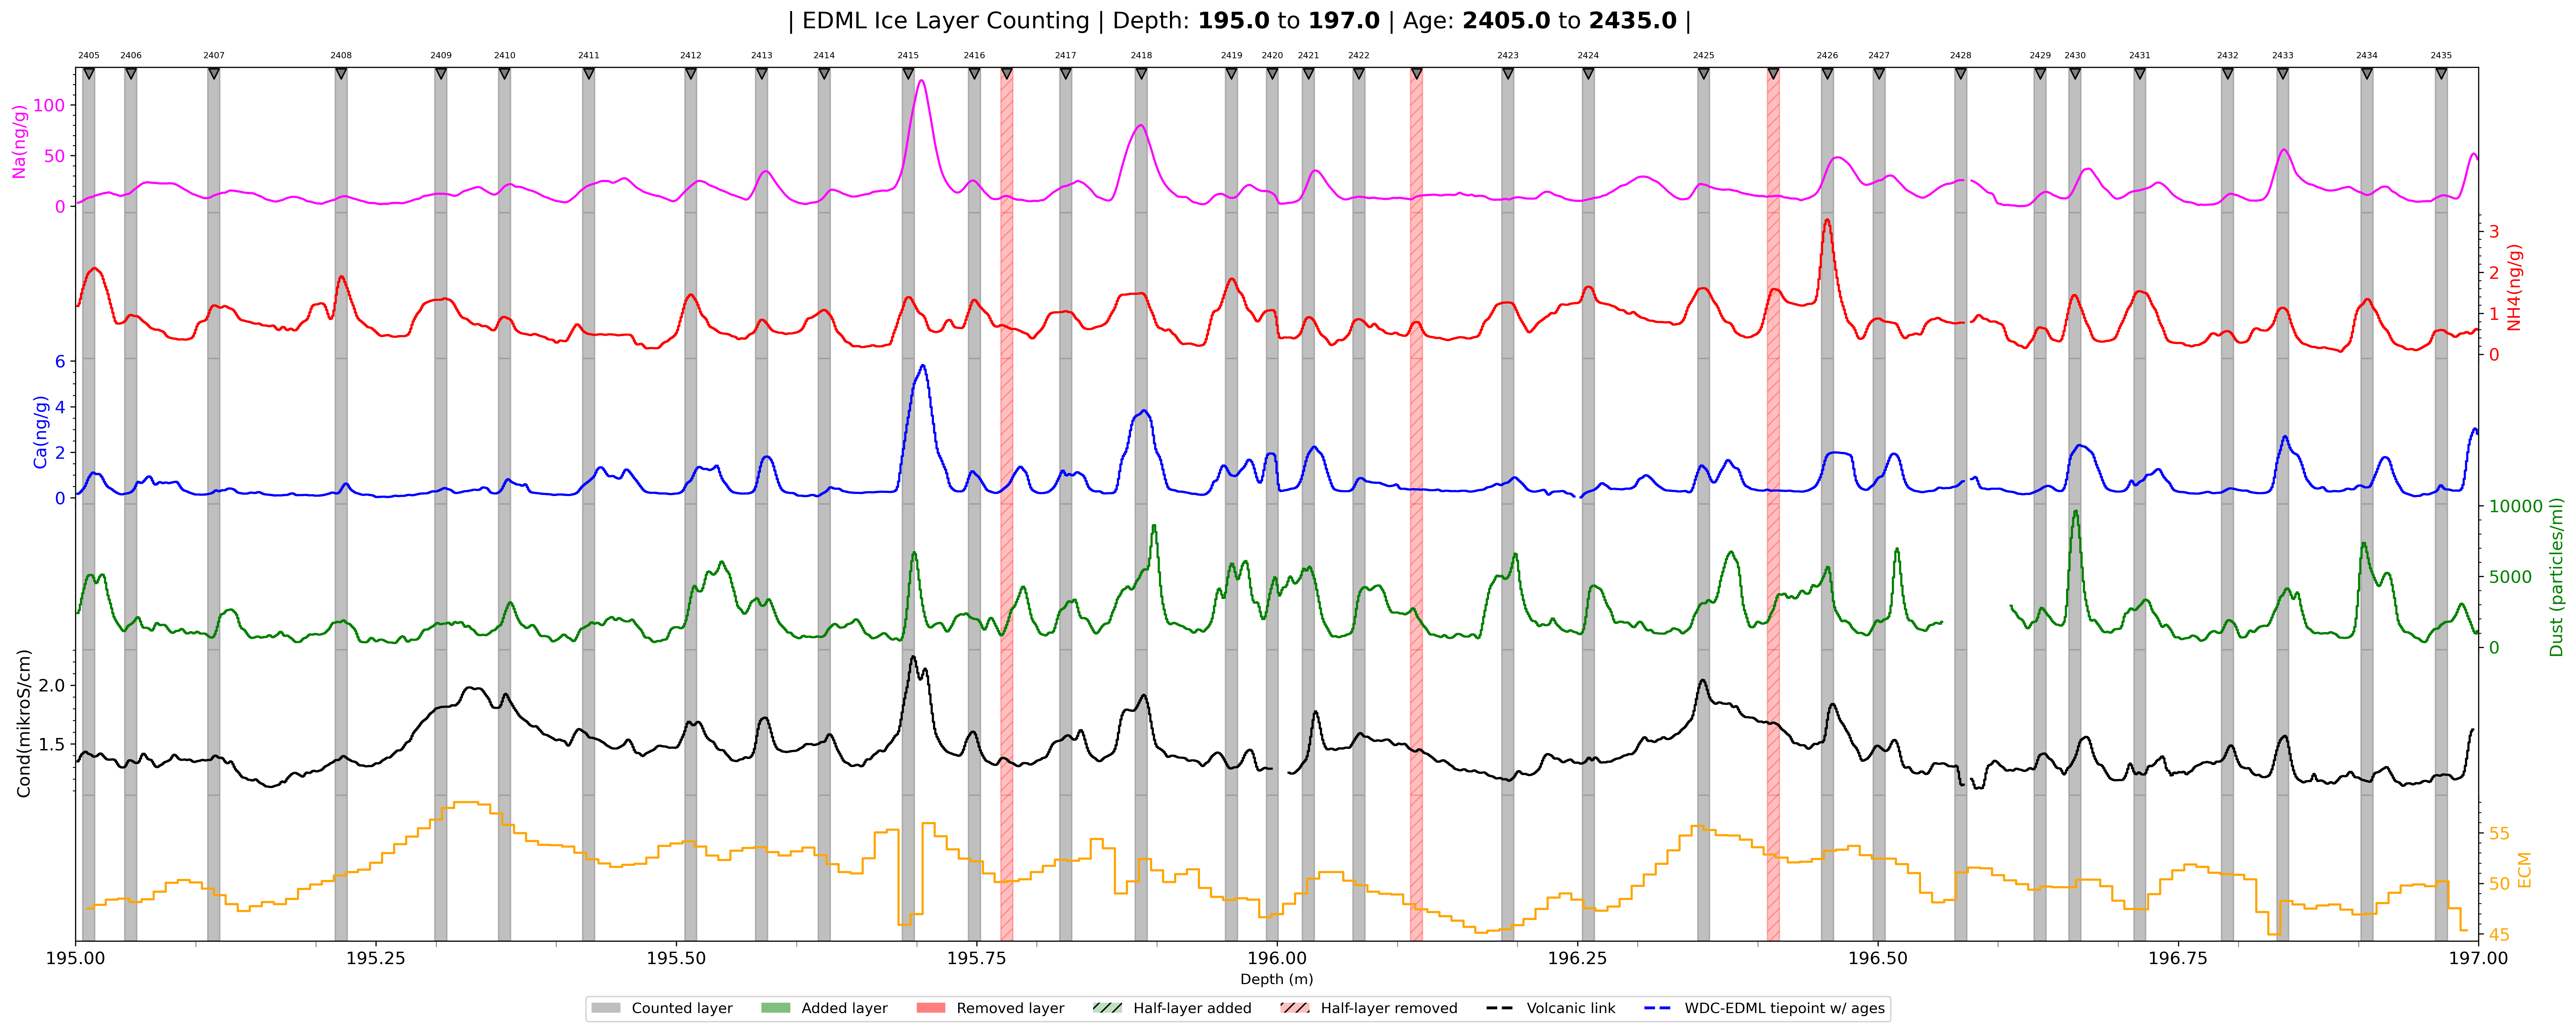 | EDML Ice Layer Counting | Depth: 195.0 to 197.0 | Age: 2405.0 to 2435.0 |
2405 2406 2407 2408 2409 2410 2411 2412 2413 2414 2415 2416 2417 2418 2419 2420 2421 2422 2423 2424 2425 2426 2427 2428 2429 2430 2431 2432 2433 2434 2435
Na(ng/g)
100
50
0
NH4(ng/g)
3
2
1
0
Ca(ng/g)
6
4
2
0
Dust (particles/ml)
10000
5000
0
Cond(mikroS/cm)
2.0
1.5
ECM
55
50
45
195.00 195.25 195.50 195.75 196.00 196.25 196.50 196.75 197.00
Depth (m)
Counted layer Added layer Removed layer Half-layer added Half-layer removed Volcanic link WDC-EDML tiepoint w/ ages